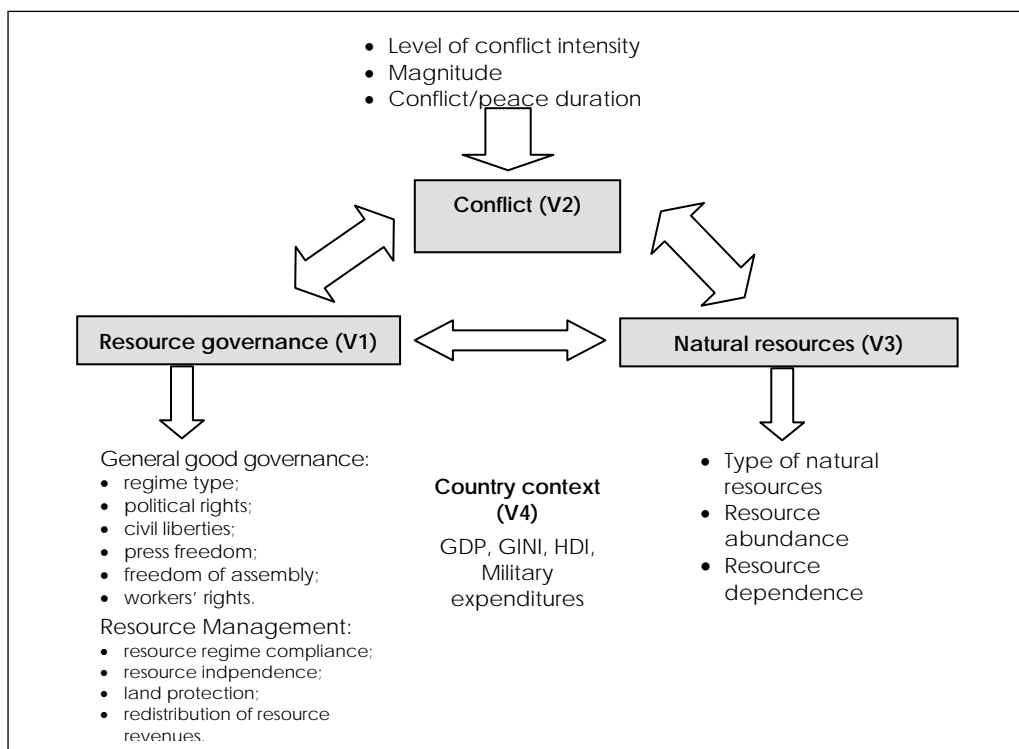 • Level of conflict intensity
• Magnitude
• Conflict/peace duration
Conflict (V2)
Resource governance (V1)
Natural resources (V3)
General good governance:
• regime type;
• political rights;
• civil liberties;
• press freedom;
• freedom of assembly;
• workers' rights.
Resource Management:
• resource regime compliance;
• resource indpendence;
• land protection;
• redistribution of resource
revenues.
Country context
(V4)
GDP, GINI, HDI,
Military
expenditures
• Type of natural
resources
• Resource
abundance
• Resource
dependence